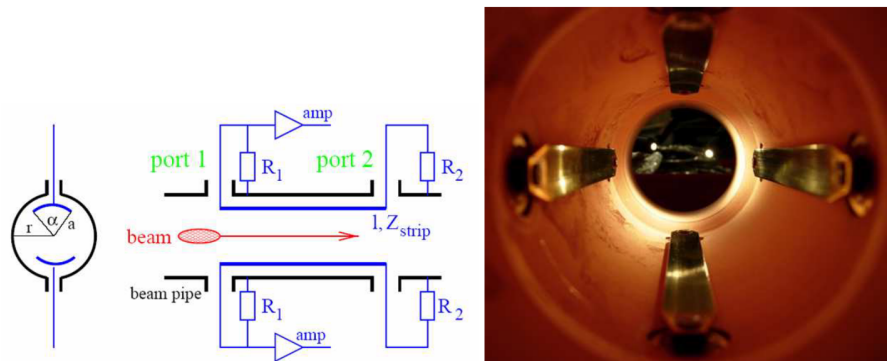 amp
port 1
port 2
R1
R2
α
r
a
beam
l, Zstrip
beam pipe
R1
R2
amp